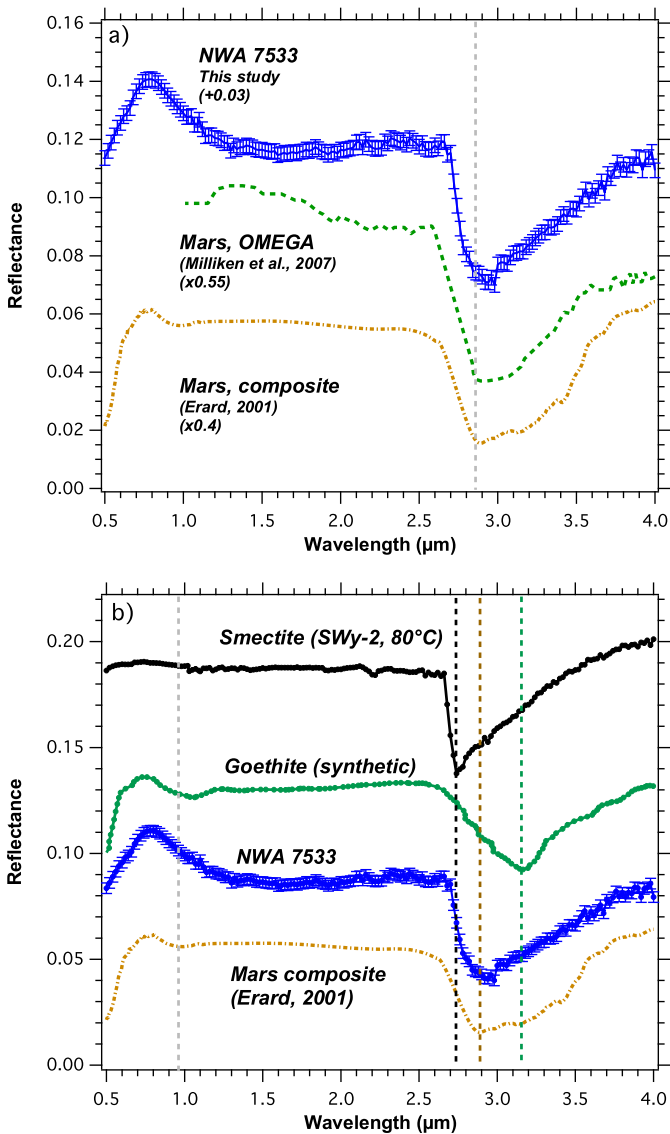 a)
NWA 7533
This study
(+0.03)
Mars, OMEGA
(Milliken et al., 2007)
(x0.55)
Mars, composite
(Erard, 2001)
(x0.4)
Reflectance
0.16
0.14
0.12
0.10
0.08
0.06
0.04
0.02
0.00
0.5 1.0 1.5 2.0 2.5 3.0 3.5 4.0
Wavelength (µm)
b)
Smectite (SWy-2, 80°C)
Goethite (synthetic)
NWA 7533
Mars composite
(Erard, 2001)
Reflectance
0.20
0.15
0.10
0.05
0.00
0.5 1.0 1.5 2.0 2.5 3.0 3.5 4.0
Wavelength (µm)